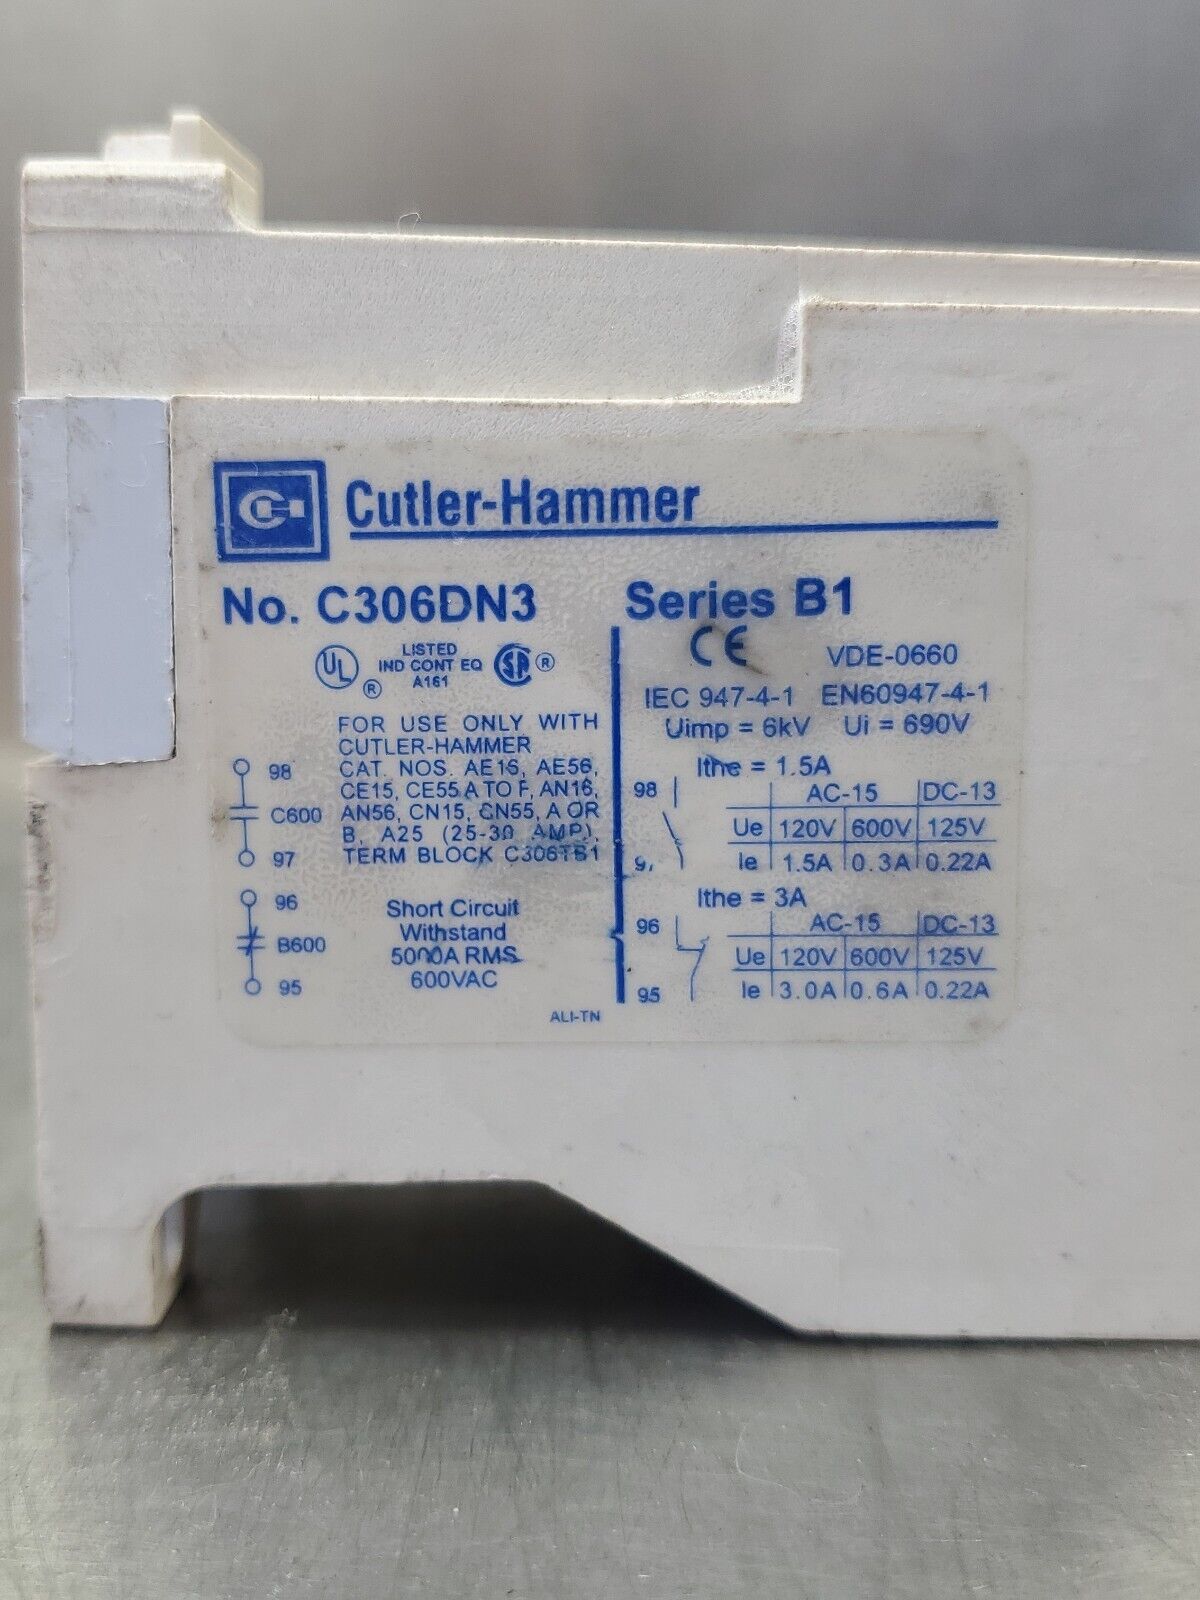 CH Cutler-Hammer
No. C306DN3 Series B1
UL ® LISTED
IND CONT EQ
A161
SA ®
FOR USE ONLY WITH
CUTLER-HAMMER
CAT. NOS. AE16, AE56,
CE15, CE55 A TO F, AN16,
AN56, CN15, CN55, A OR
B, A25 (25-30 AMP),
TERM BLOCK C306TB1
98
C600
97
96
B600
95
Short Circuit
Withstand
5000A RMS
600VAC
ALI-TN
CE VDE-0660
IEC 947-4-1 EN60947-4-1
Uimp = 6kV Ui = 690V
Ithe = 1.5A
98
AC-15 DC-13
Ue 120V 600V 125V
Ie 1.5A 0.3A 0.22A
Ithe = 3A
96
AC-15 DC-13
Ue 120V 600V 125V
Ie 3.0A 0.6A 0.22A
95